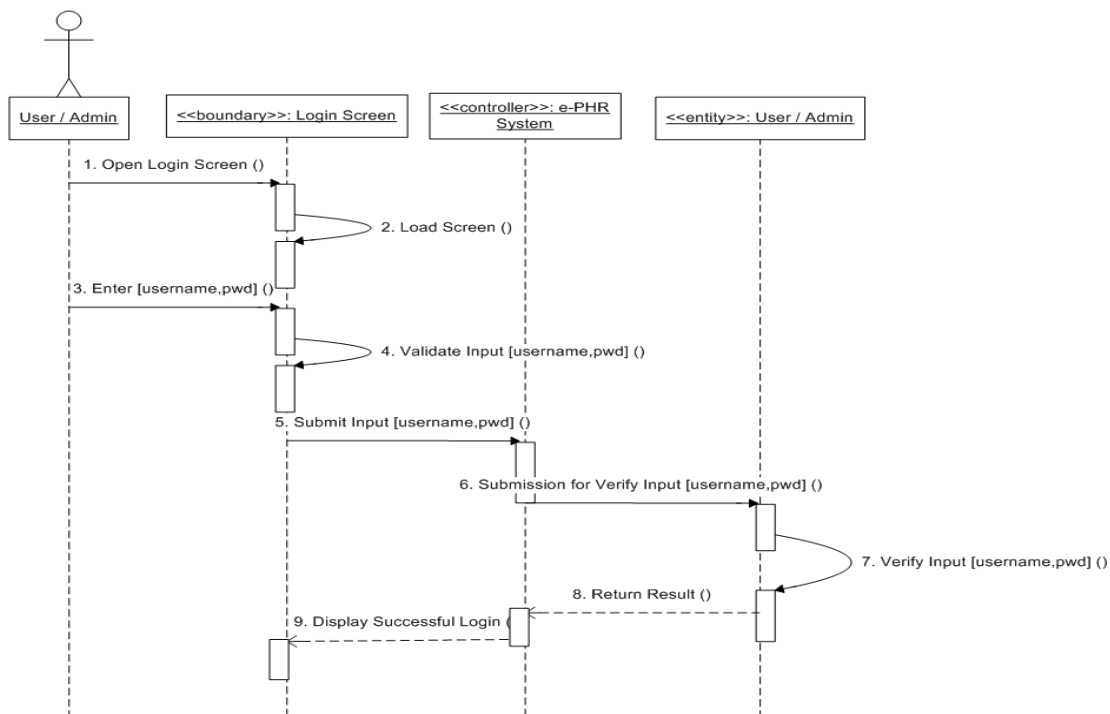 User / Admin
<<boundary>>: Login Screen
<<controller>>: e-PHR
System
<<entity>>: User / Admin
1. Open Login Screen ()
2. Load Screen ()
3. Enter [username,pwd] ()
4. Validate Input [username,pwd] ()
5. Submit Input [username,pwd] ()
6. Submission for Verify Input [username,pwd] ()
7. Verify Input [username,pwd] ()
8. Return Result ()
9. Display Successful Login (